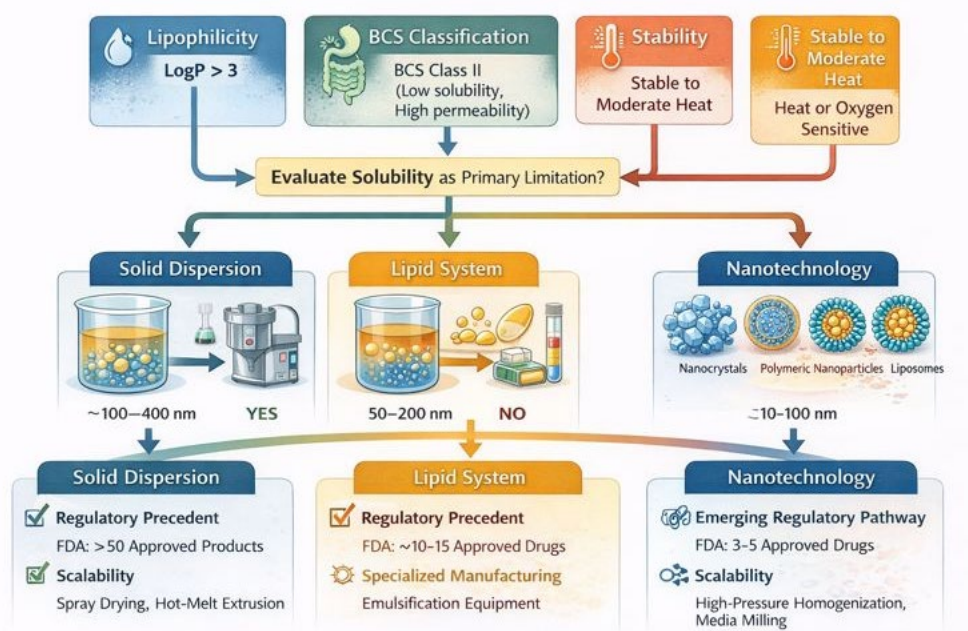 Lipophilicity
LogP > 3
BCS Classification
BCS Class II
(Low solubility,
High permeability)
Stability
Stable to
Moderate Heat
Stable to
Moderate
Heat
Heat or Oxygen
Sensitive
Evaluate Solubility as Primary Limitation?
Solid Dispersion
~100–400 nm
YES
Lipid System
50–200 nm
NO
Nanotechnology
Nanocrystals
Polymeric Nanoparticles
Liposomes
10-100 nm
Solid Dispersion
Regulatory Precedent
FDA: >50 Approved Products
Scalability
Spray Drying, Hot-Melt Extrusion
Lipid System
Regulatory Precedent
FDA: ~10-15 Approved Drugs
Specialized Manufacturing
Emulsification Equipment
Nanotechnology
Emerging Regulatory Pathway
FDA: 3-5 Approved Drugs
Scalability
High-Pressure Homogenization,
Media Milling